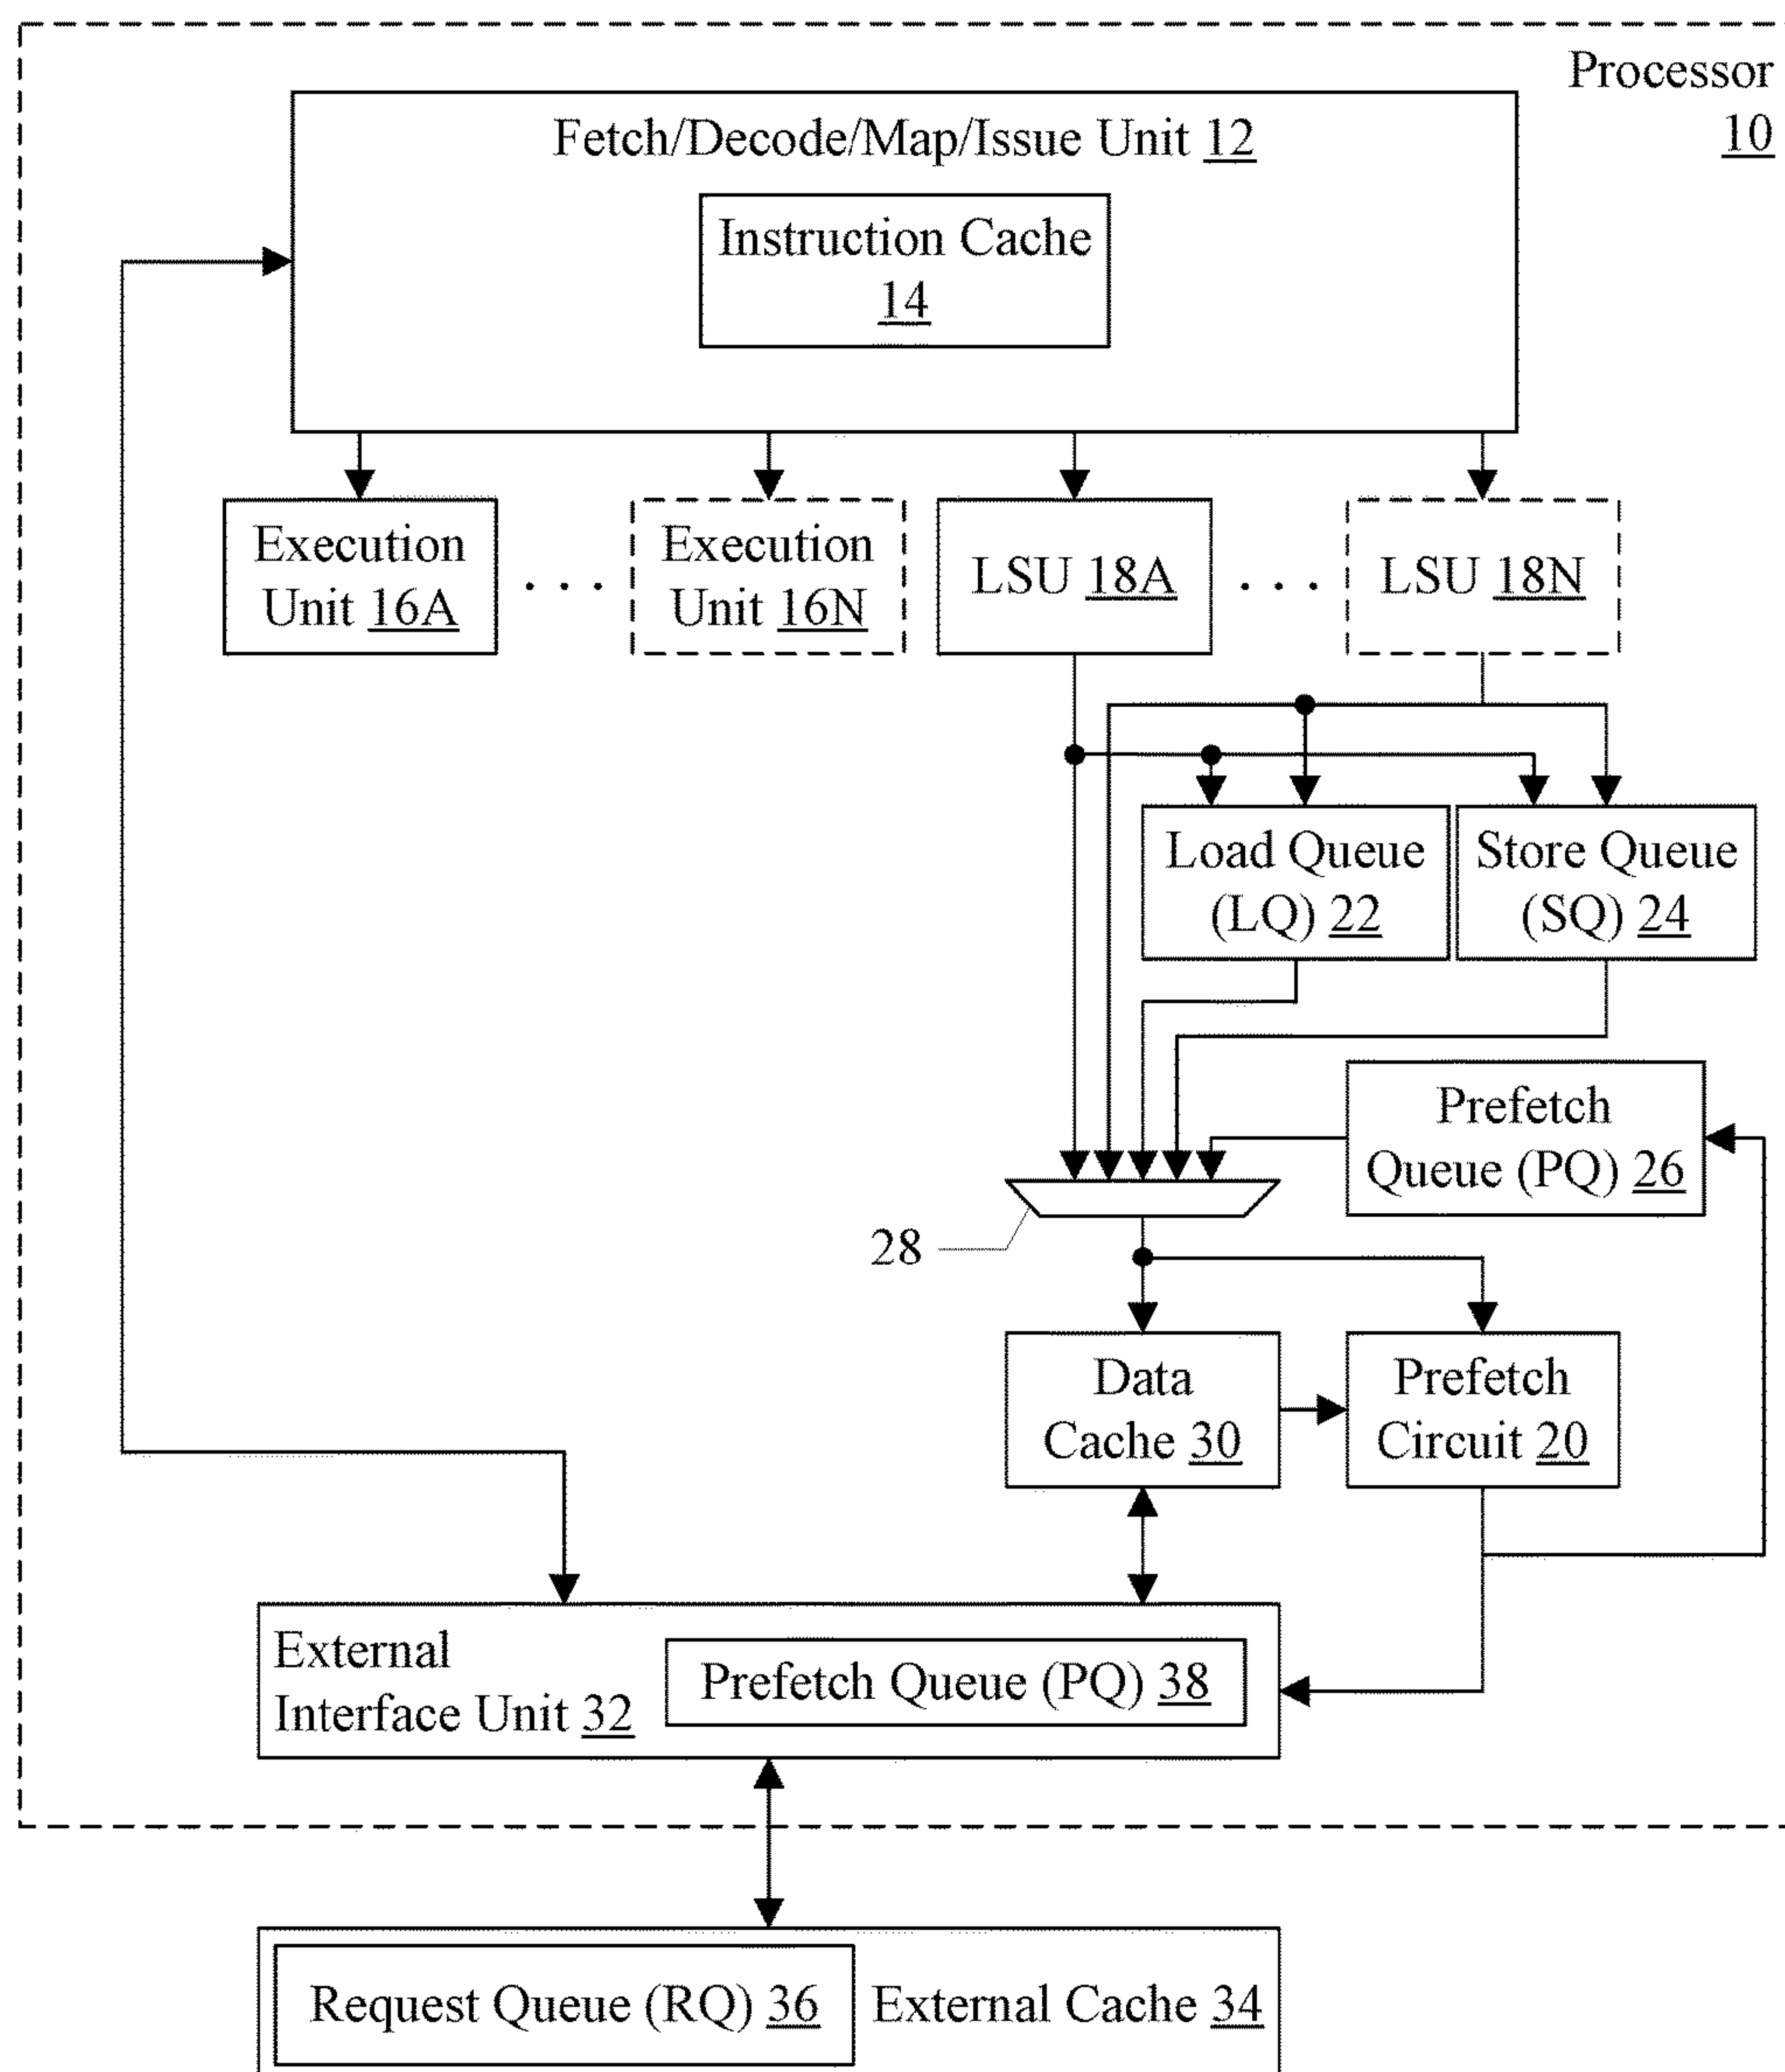 Processor
10
Fetch/Decode/Map/Issue Unit 12
Instruction Cache
14
Execution
Unit 16A
. . .
Execution
Unit 16N
LSU 18A
. . .
LSU 18N
Load Queue
(LQ) 22
Store Queue
(SQ) 24
Prefetch
Queue (PQ) 26
28
Data
Cache 30
Prefetch
Circuit 20
External
Interface Unit 32
Prefetch Queue (PQ) 38
Request Queue (RQ) 36
External Cache 34